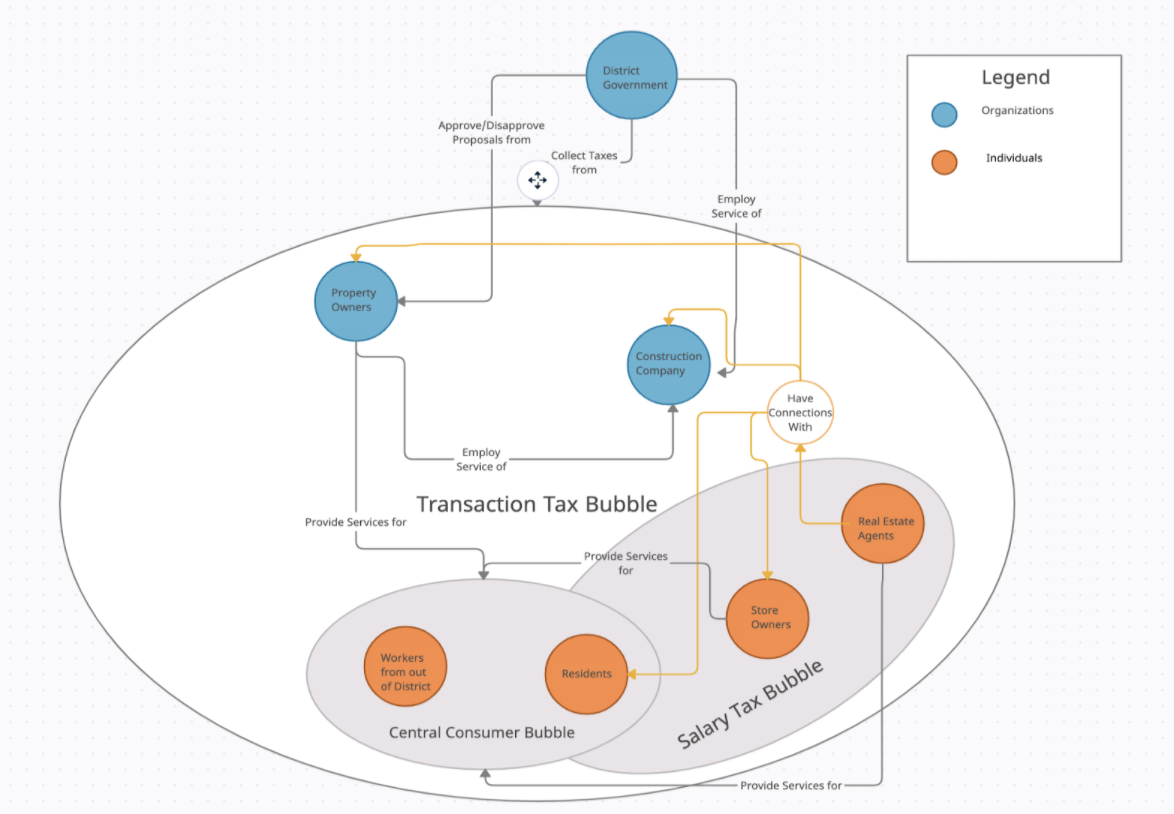 District
Government
Legend
Organizations
Individuals
Approve/Disapprove
Proposals from
Collect Taxes
from
Employ
Service of
Property
Owners
Construction
Company
Have
Connections
With
Employ
Service of
Transaction Tax Bubble
Provide Services for
Real Estate
Agents
Provide Services
for
Store
Owners
Workers
from out
of District
Residents
Salary Tax Bubble
Central Consumer Bubble
Provide Services for